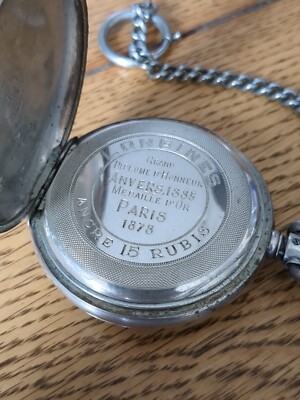 LONGINES
GRAND
DIPLOME D'HONNEUR
ANVERS.1885
MEDAILLE D'OR
PARIS
1878
ANCRE 15 RUBIS